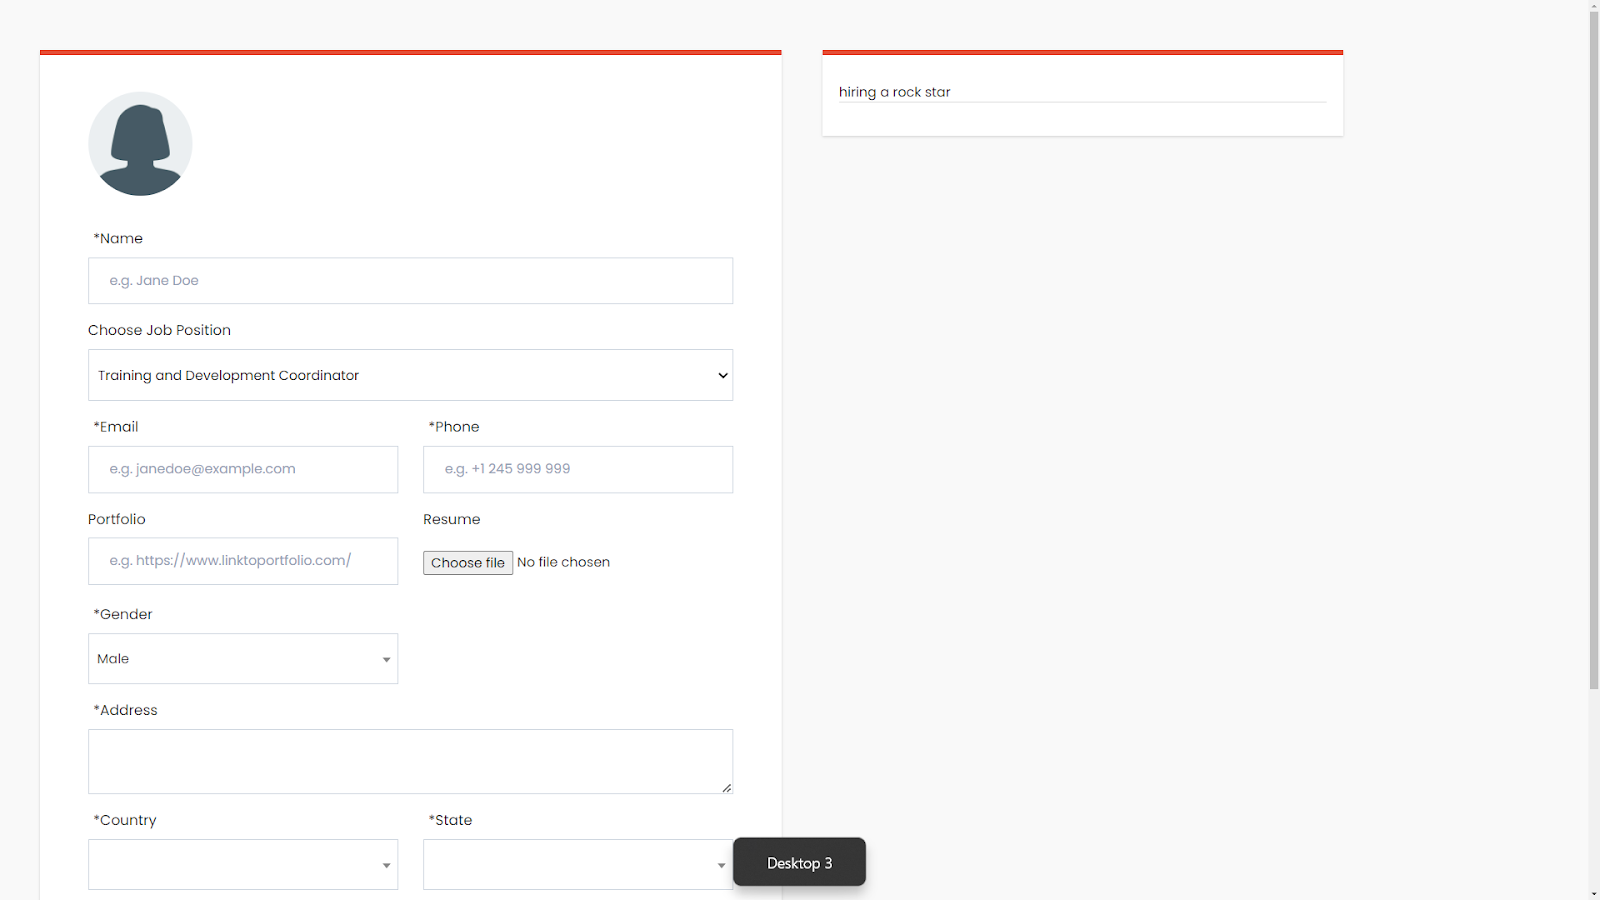 *Name
e.g. Jane Doe
Choose Job Position
Training and Development Coordinator
*Email
*Phone
e.g. janedoe@example.com
e.g. +1 245 999 999
Portfolio
Resume
e.g. https://www.linktoportfolio.com/
Choose file No file chosen
*Gender
Male
*Address
*Country
*State
hiring a rock star
Desktop 3